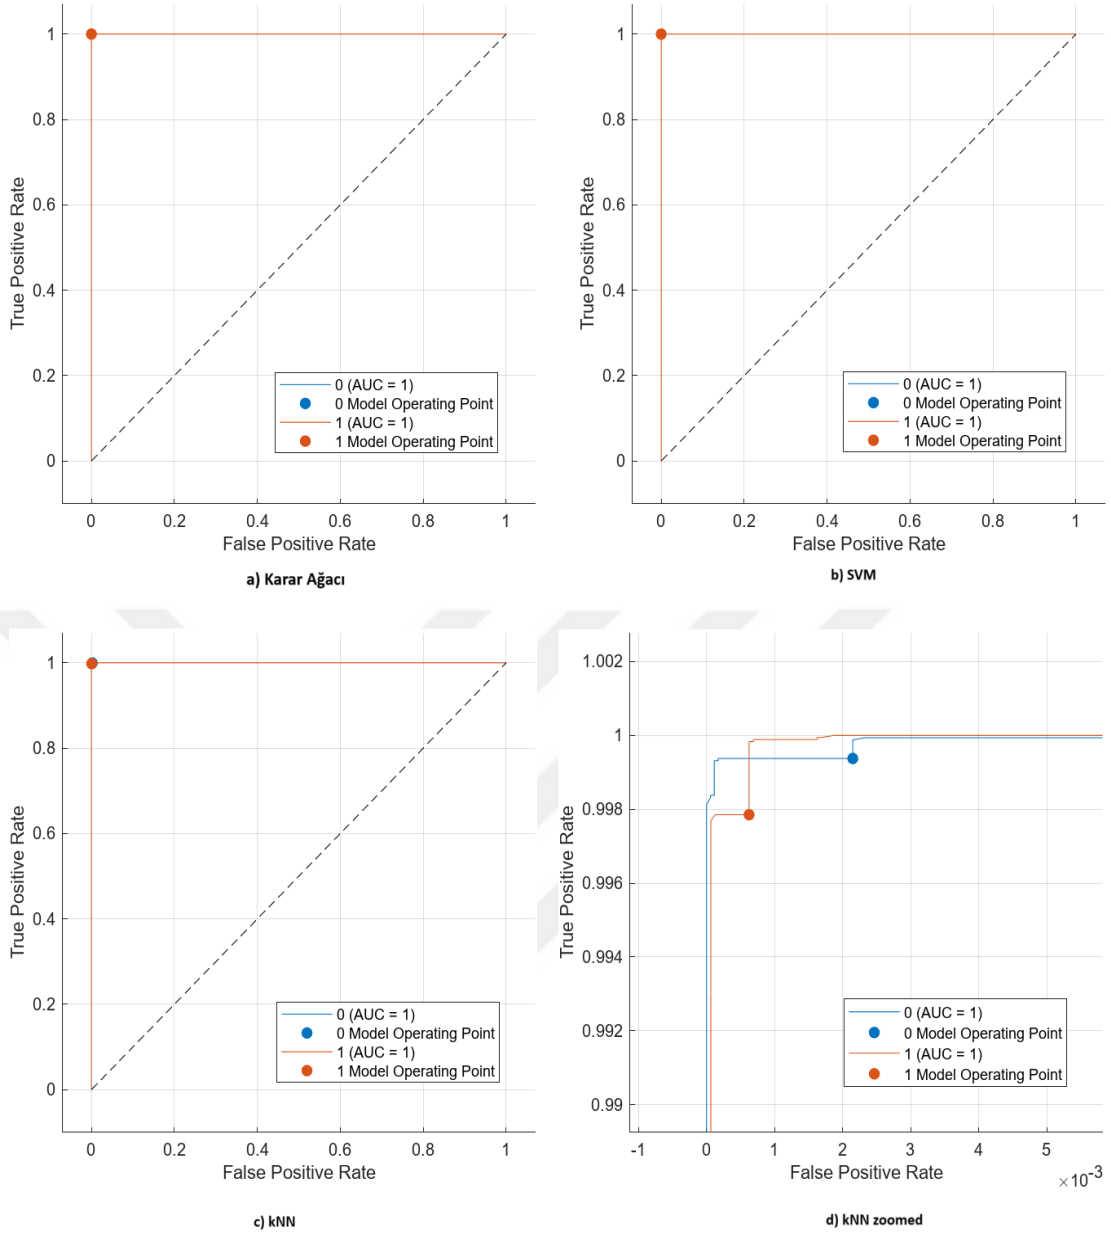 1
0.8
0.6
0.4
0.2
0
True Positive Rate
0 (AUC = 1)
0 Model Operating Point
1 (AUC = 1)
1 Model Operating Point
0 0.2 0.4 0.6 0.8 1
False Positive Rate
a) Karar Ağacı
1
0.8
0.6
0.4
0.2
0
True Positive Rate
0 (AUC = 1)
0 Model Operating Point
1 (AUC = 1)
1 Model Operating Point
0 0.2 0.4 0.6 0.8 1
False Positive Rate
b) SVM
1
0.8
0.6
0.4
0.2
0
True Positive Rate
0 (AUC = 1)
0 Model Operating Point
1 (AUC = 1)
1 Model Operating Point
0 0.2 0.4 0.6 0.8 1
False Positive Rate
c) kNN
1.002
1
0.998
0.996
0.994
0.992
0.99
True Positive Rate
0 (AUC = 1)
0 Model Operating Point
1 (AUC = 1)
1 Model Operating Point
-1 0 1 2 3 4 5
False Positive Rate
×10⁻³
d) kNN zoomed